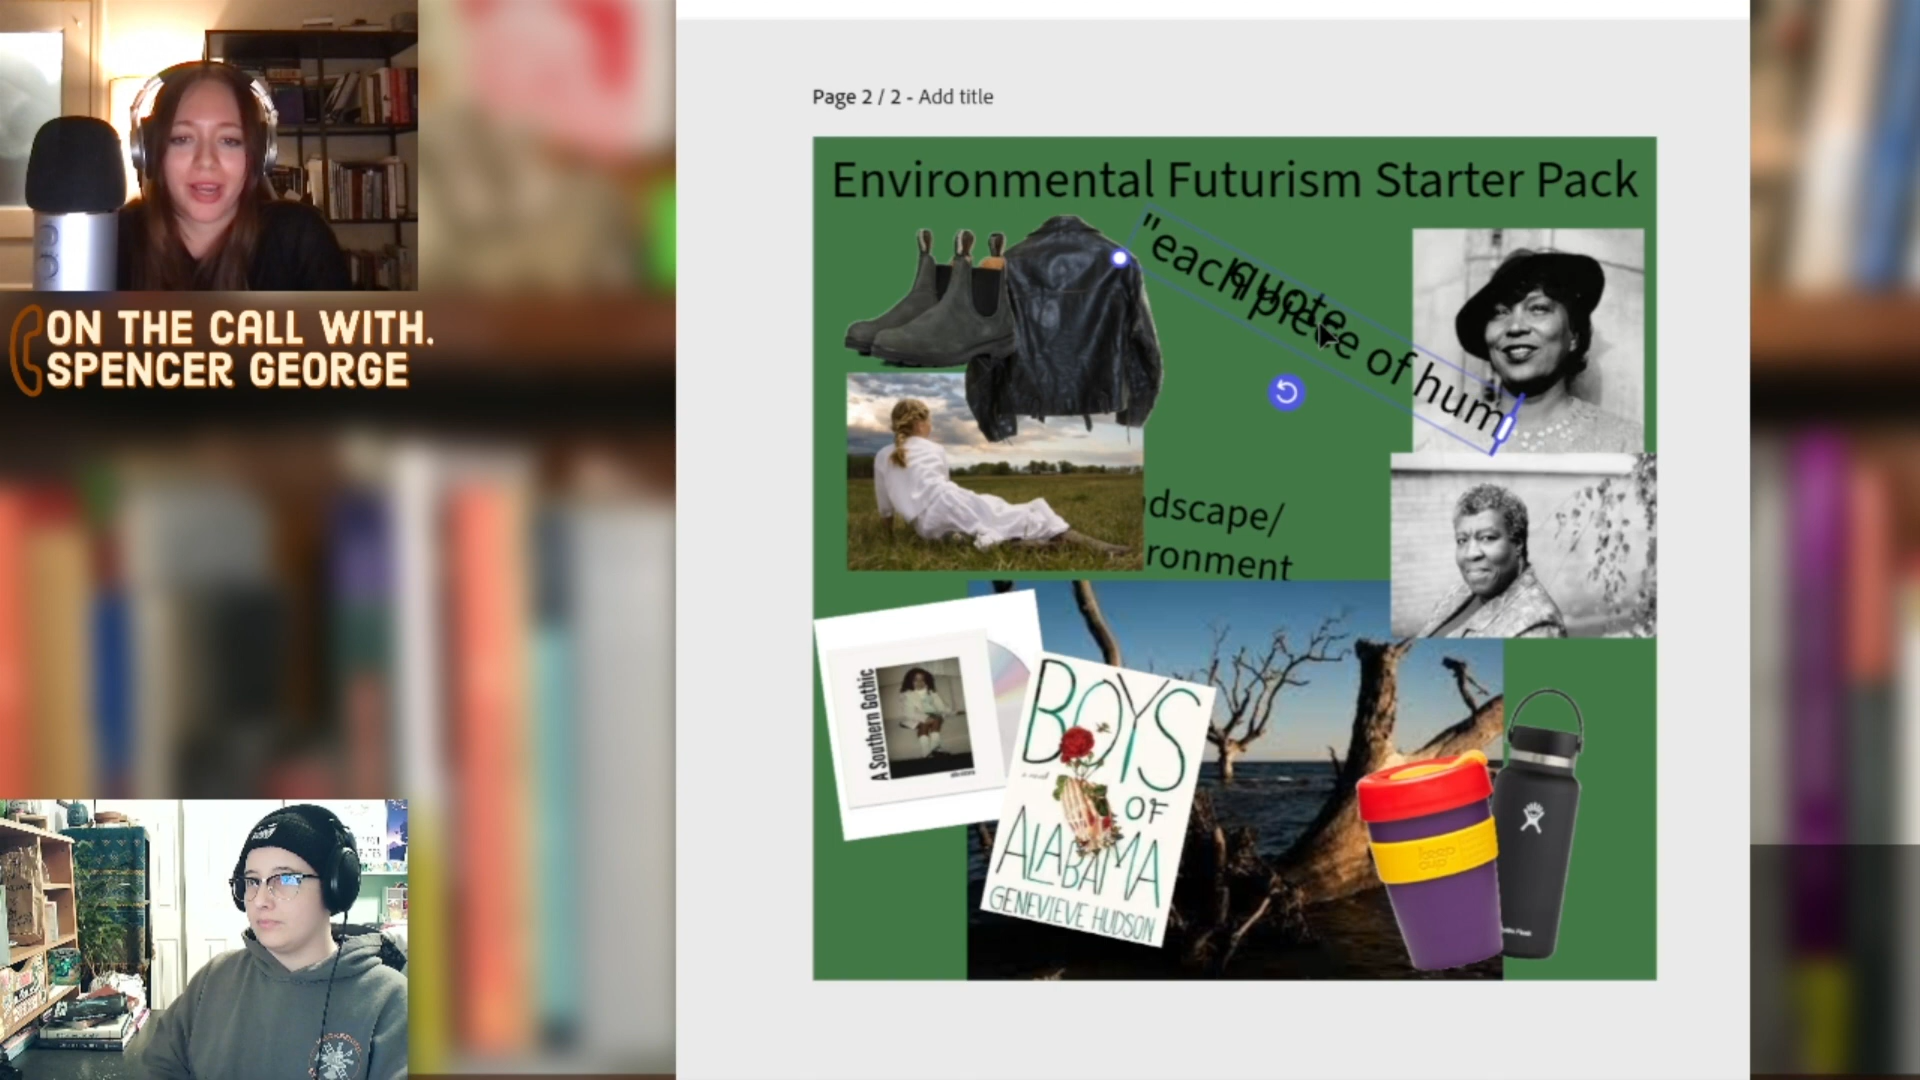 Page 2 / 2 - Add title
Environmental Futurism Starter Pack
"each piece of hum
quote
ON THE CALL WITH.
SPENCER GEORGE
dscape/
ronment
A Southern Gothic
BOYS
a novel
OF
ALABAMA
GENEVIEVE HUDSON